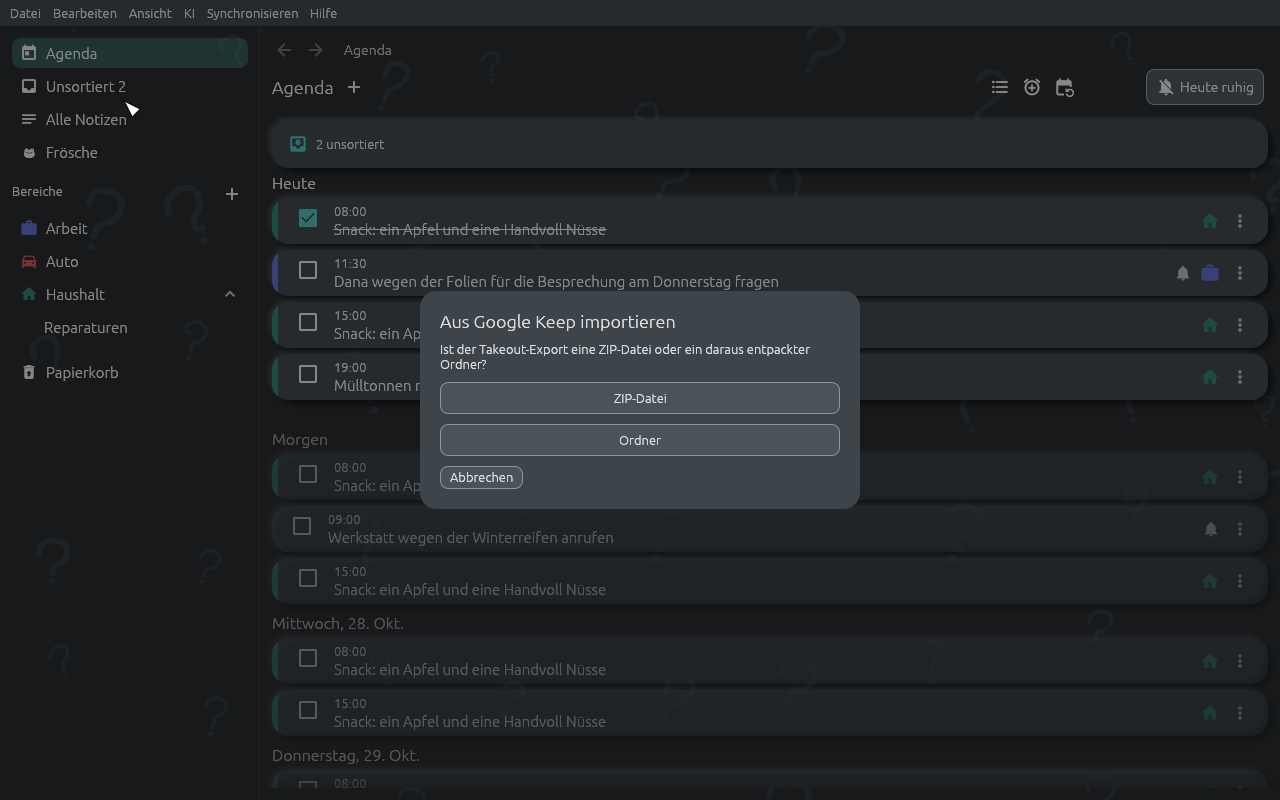 Datei Bearbeiten Ansicht KI Synchronisieren Hilfe
Agenda
Unsortiert 2
Alle Notizen
Frösche
Bereiche
Arbeit
Auto
Haushalt
Reparaturen
Papierkorb
Agenda
Agenda
Heute ruhig
2 unsortiert
Heute
08:00
Snack: ein Apfel und eine Handvoll Nüsse
11:30
Dana wegen der Folien für die Besprechung am Donnerstag fragen
15:00
Snack: ein Ap
19:00
Mülltonnen
Aus Google Keep importieren
Ist der Takeout-Export eine ZIP-Datei oder ein daraus entpackter
Ordner?
ZIP-Datei
Ordner
Abbrechen
Morgen
08:00
Snack: ein Ap
09:00
Werkstatt wegen der Winterreifen anrufen
15:00
Snack: ein Apfel und eine Handvoll Nüsse
Mittwoch, 28. Okt.
08:00
Snack: ein Apfel und eine Handvoll Nüsse
15:00
Snack: ein Apfel und eine Handvoll Nüsse
Donnerstag, 29. Okt.
08:00